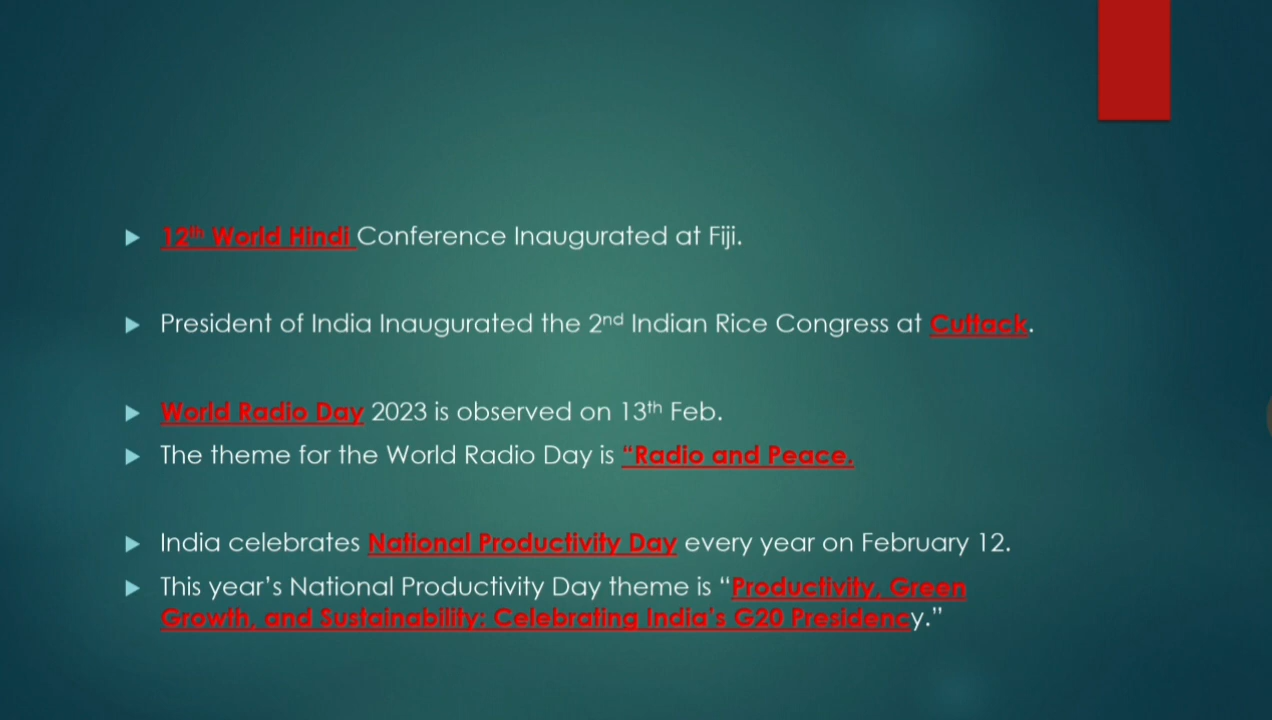 12th World Hindi Conference Inaugurated at Fiji.
President of India Inaugurated the 2nd Indian Rice Congress at Cuttack.
World Radio Day 2023 is observed on 13th Feb.
The theme for the World Radio Day is “Radio and Peace.
India celebrates National Productivity Day every year on February 12.
This year’s National Productivity Day theme is “Productivity, Green
Growth, and Sustainability: Celebrating India’s G20 Presidency.”